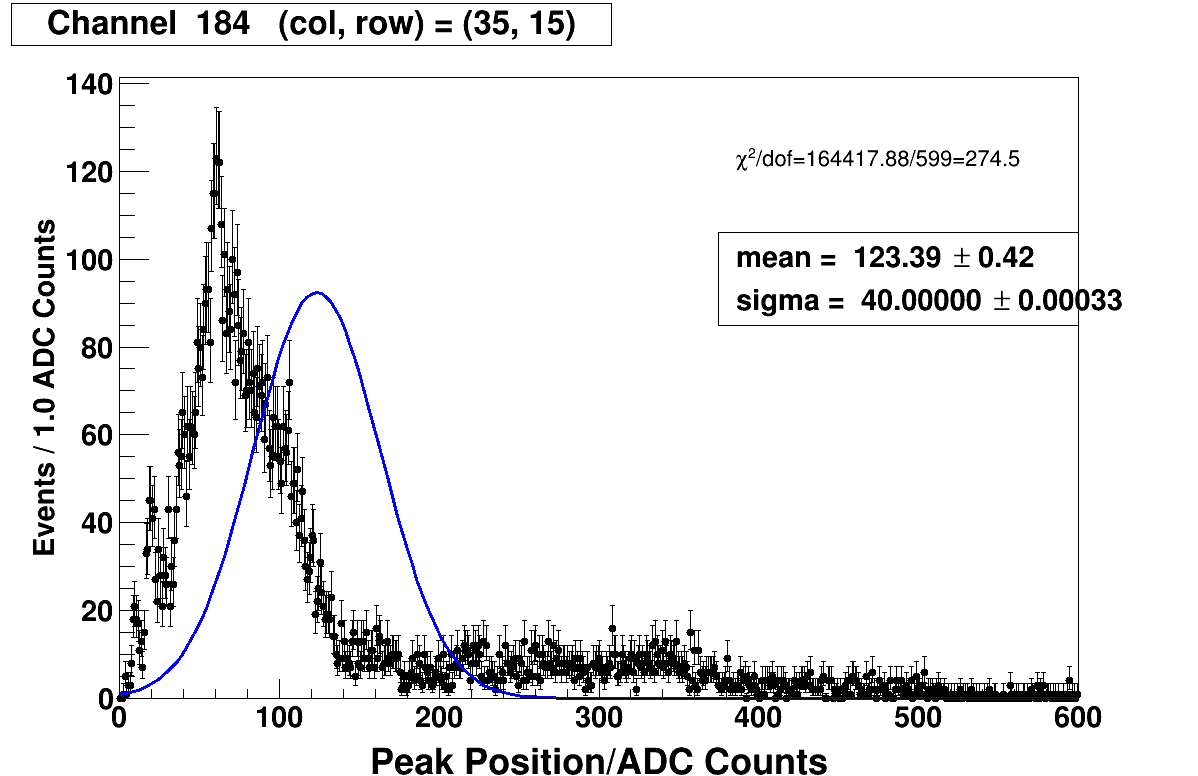 Channel  184   (col, row) = (35, 15)
χ²/dof=164417.88/599=274.5
mean =  123.39 ± 0.42
sigma =  40.00000 ± 0.00033
Events / 1.0 ADC Counts
140
120
100
80
60
40
20
0
0 100 200 300 400 500 600
Peak Position/ADC Counts